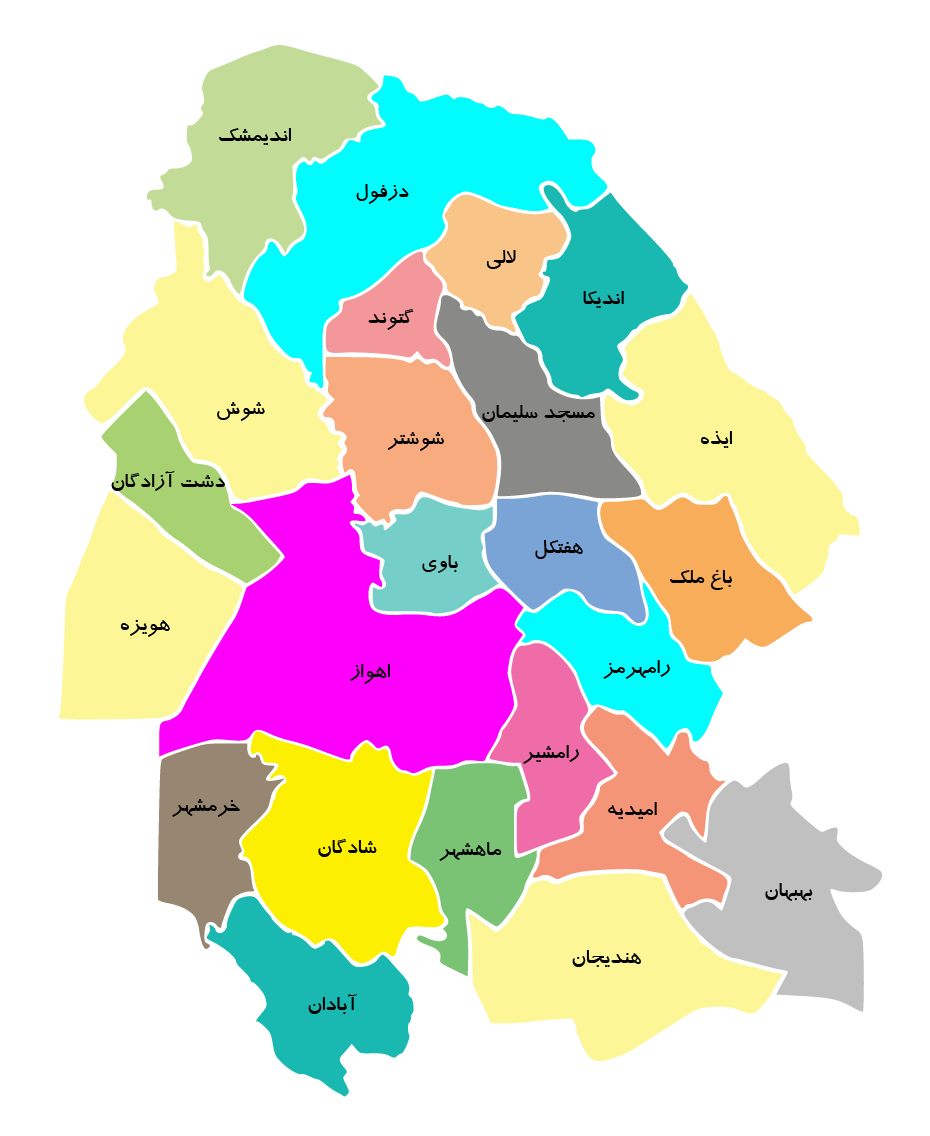 اندیمشک
دزفول
لالی
اندیکا
گتوند
شوش
مسجد سلیمان
شوشتر
ایذه
دشت آزادگان
هفتکل
باوی
باغ ملک
هویزه
اهواز
رامهرمز
رامشیر
خرمشهر
امیدیه
شادگان
ماهشهر
بهبهان
هندیجان
آبادان